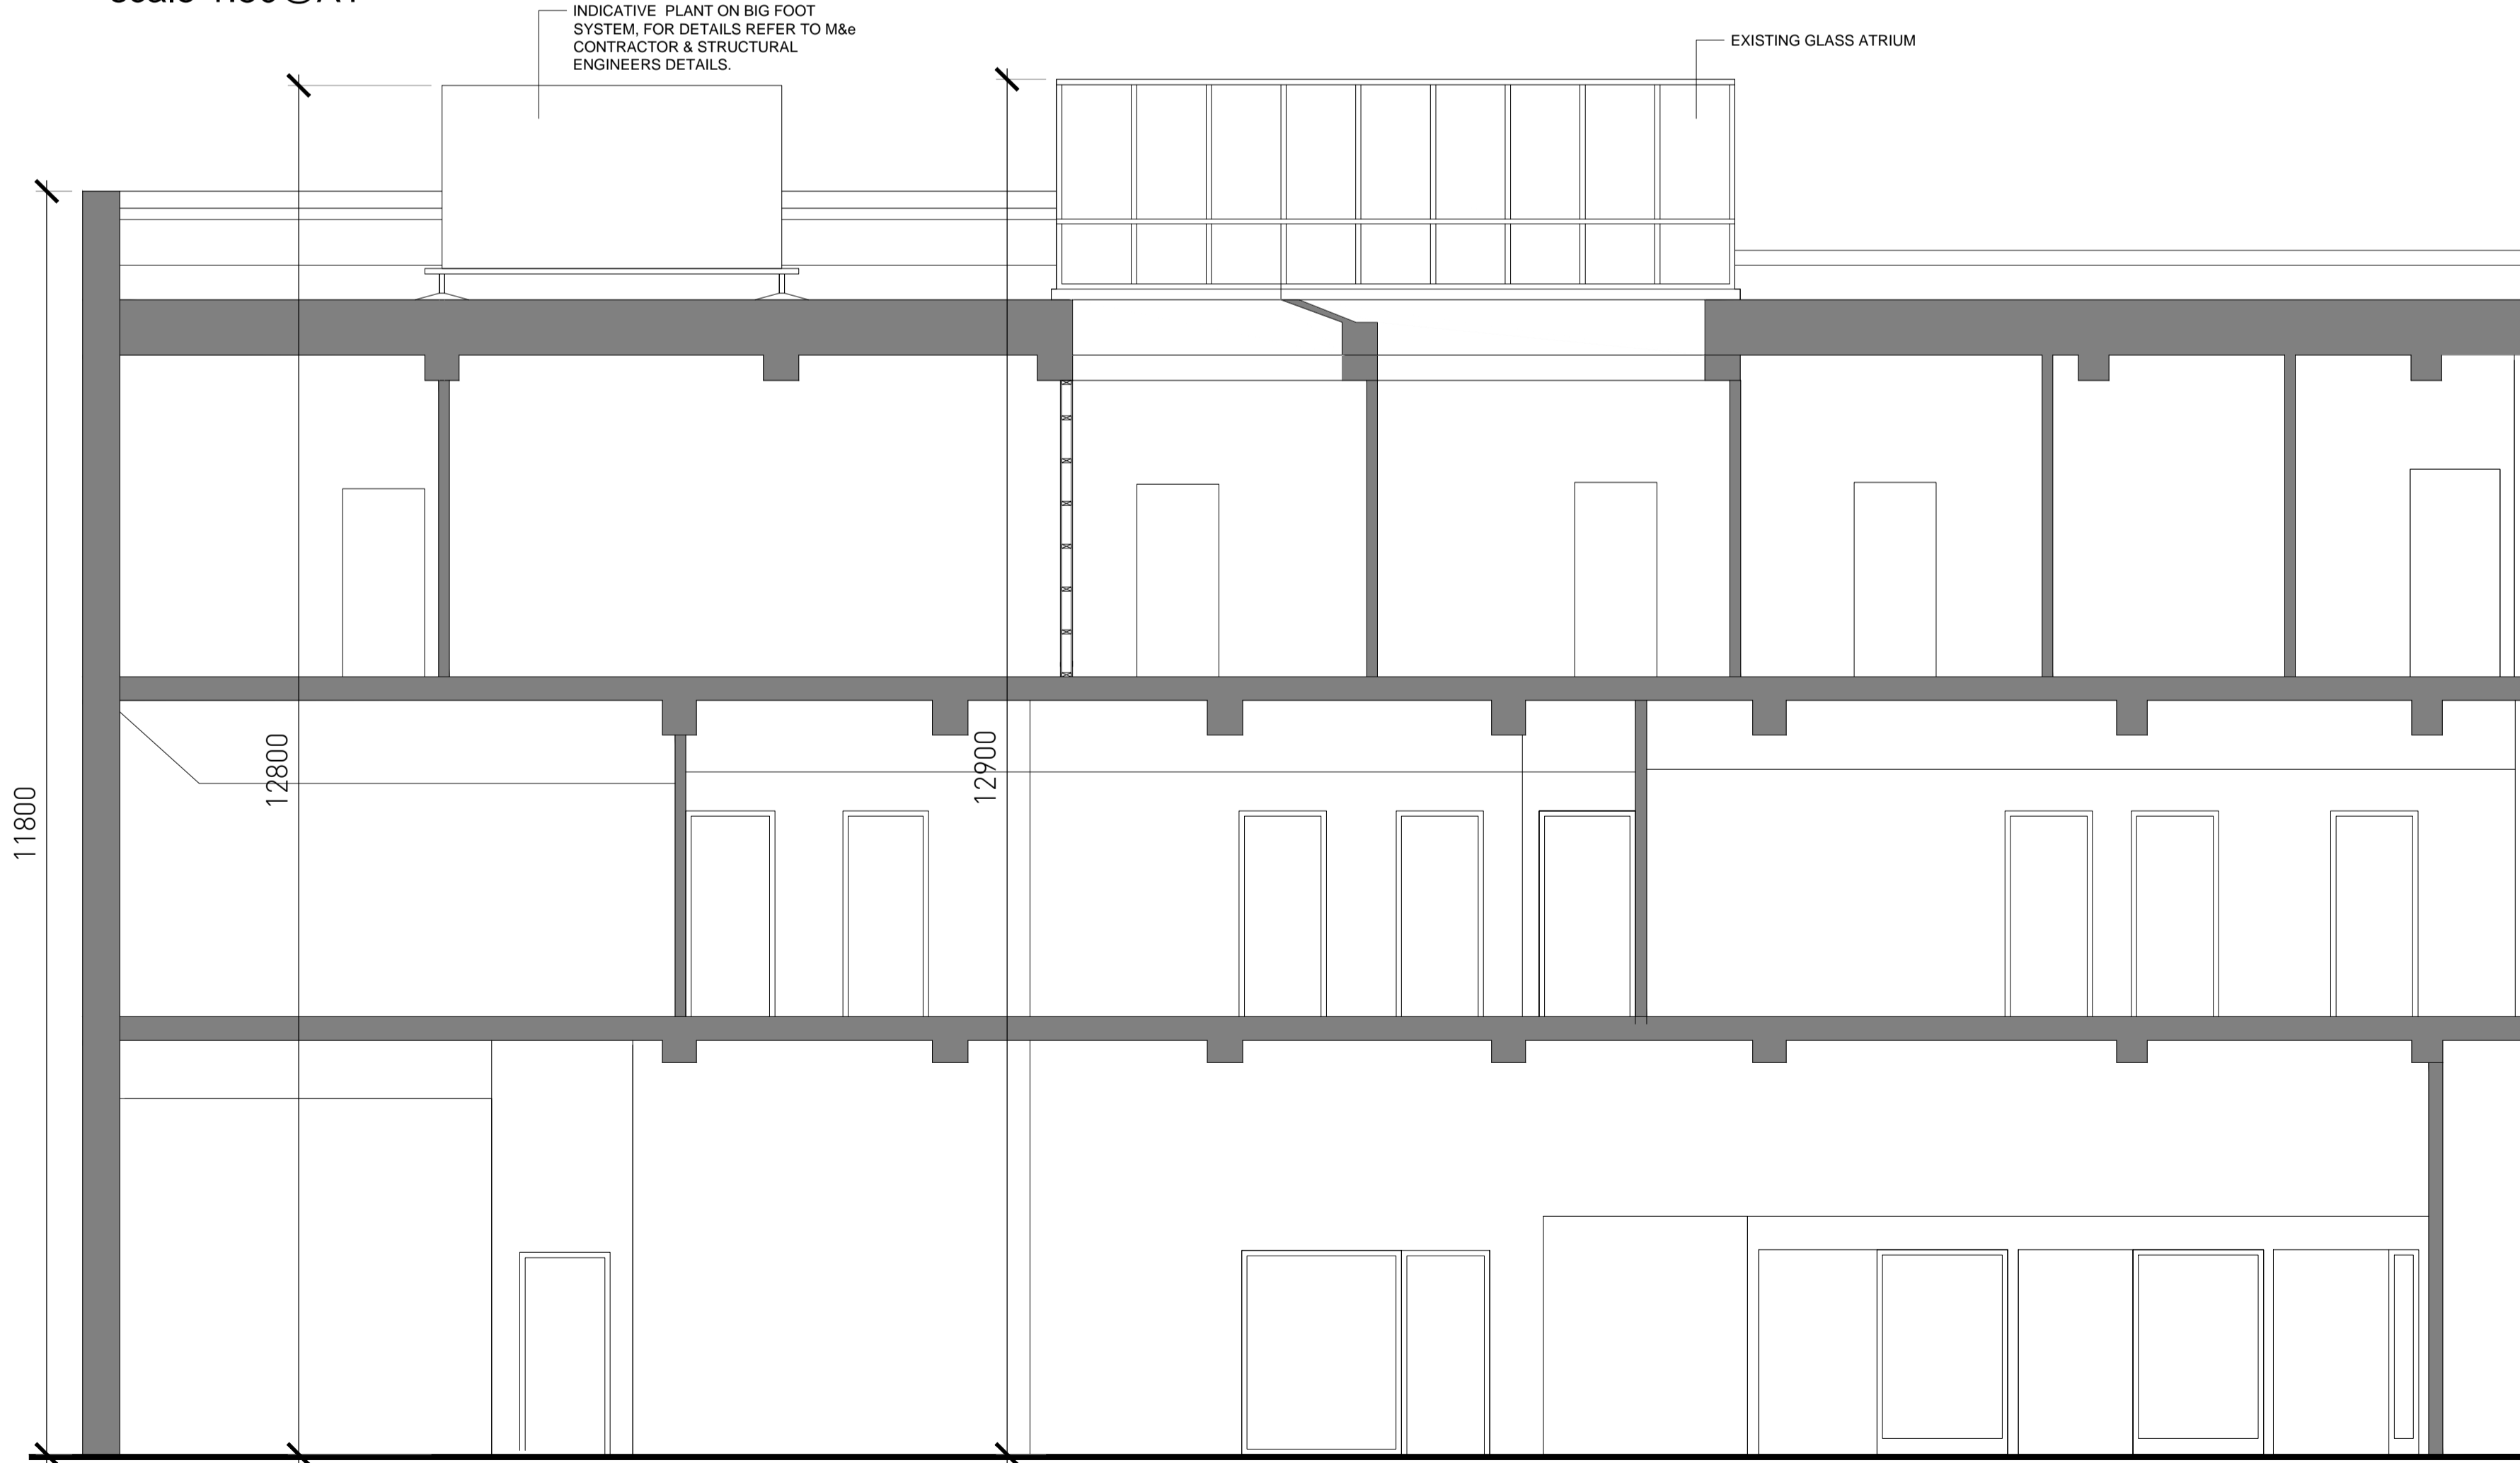 INDICATIVE PLANT ON BIG FOOT
SYSTEM, FOR DETAILS REFER TO M&e
CONTRACTOR & STRUCTURAL
ENGINEERS DETAILS.
EXISTING GLASS ATRIUM
12800
12900
11800